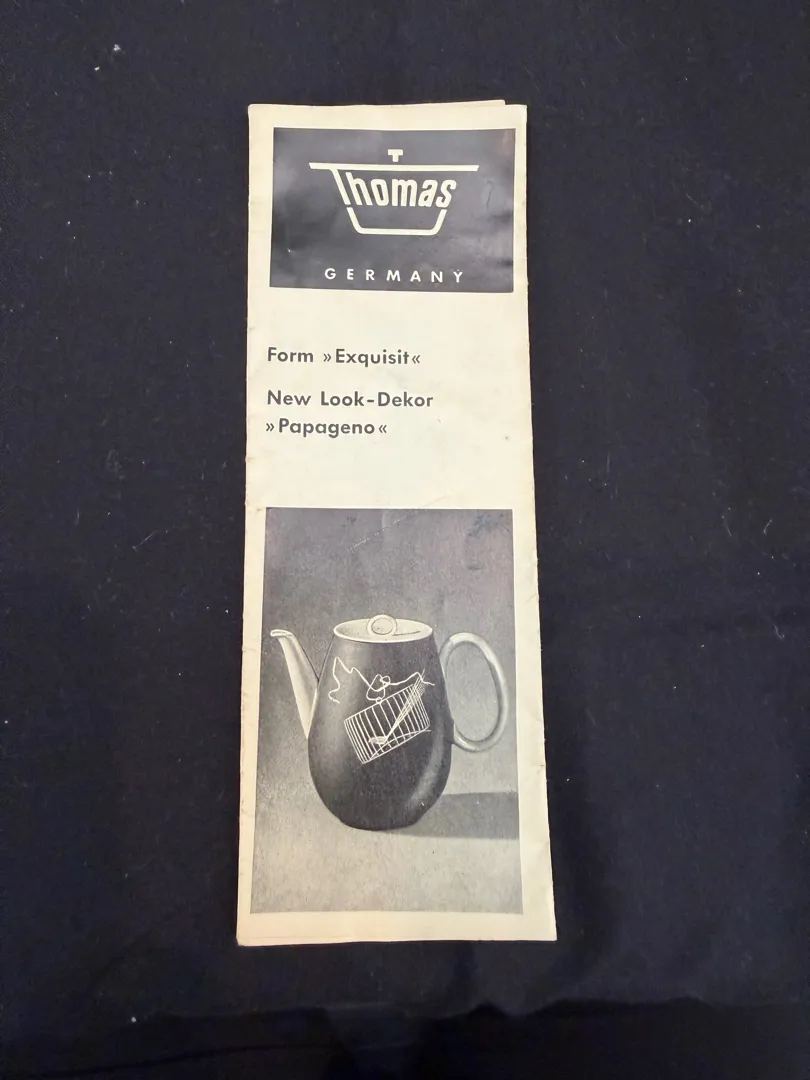 T
Thomas
GERMANY
Form »Exquisit«
New Look-Dekor
»Papageno«